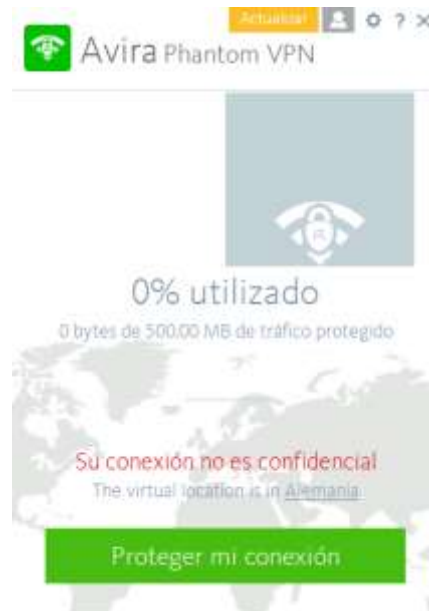 Actualizar ? ×
Avira Phantom VPN
0% utilizado
0 bytes de 500.00 MB de tráfico protegido
Su conexión no es confidencial
The virtual location is in Alemania
Proteger mi conexión